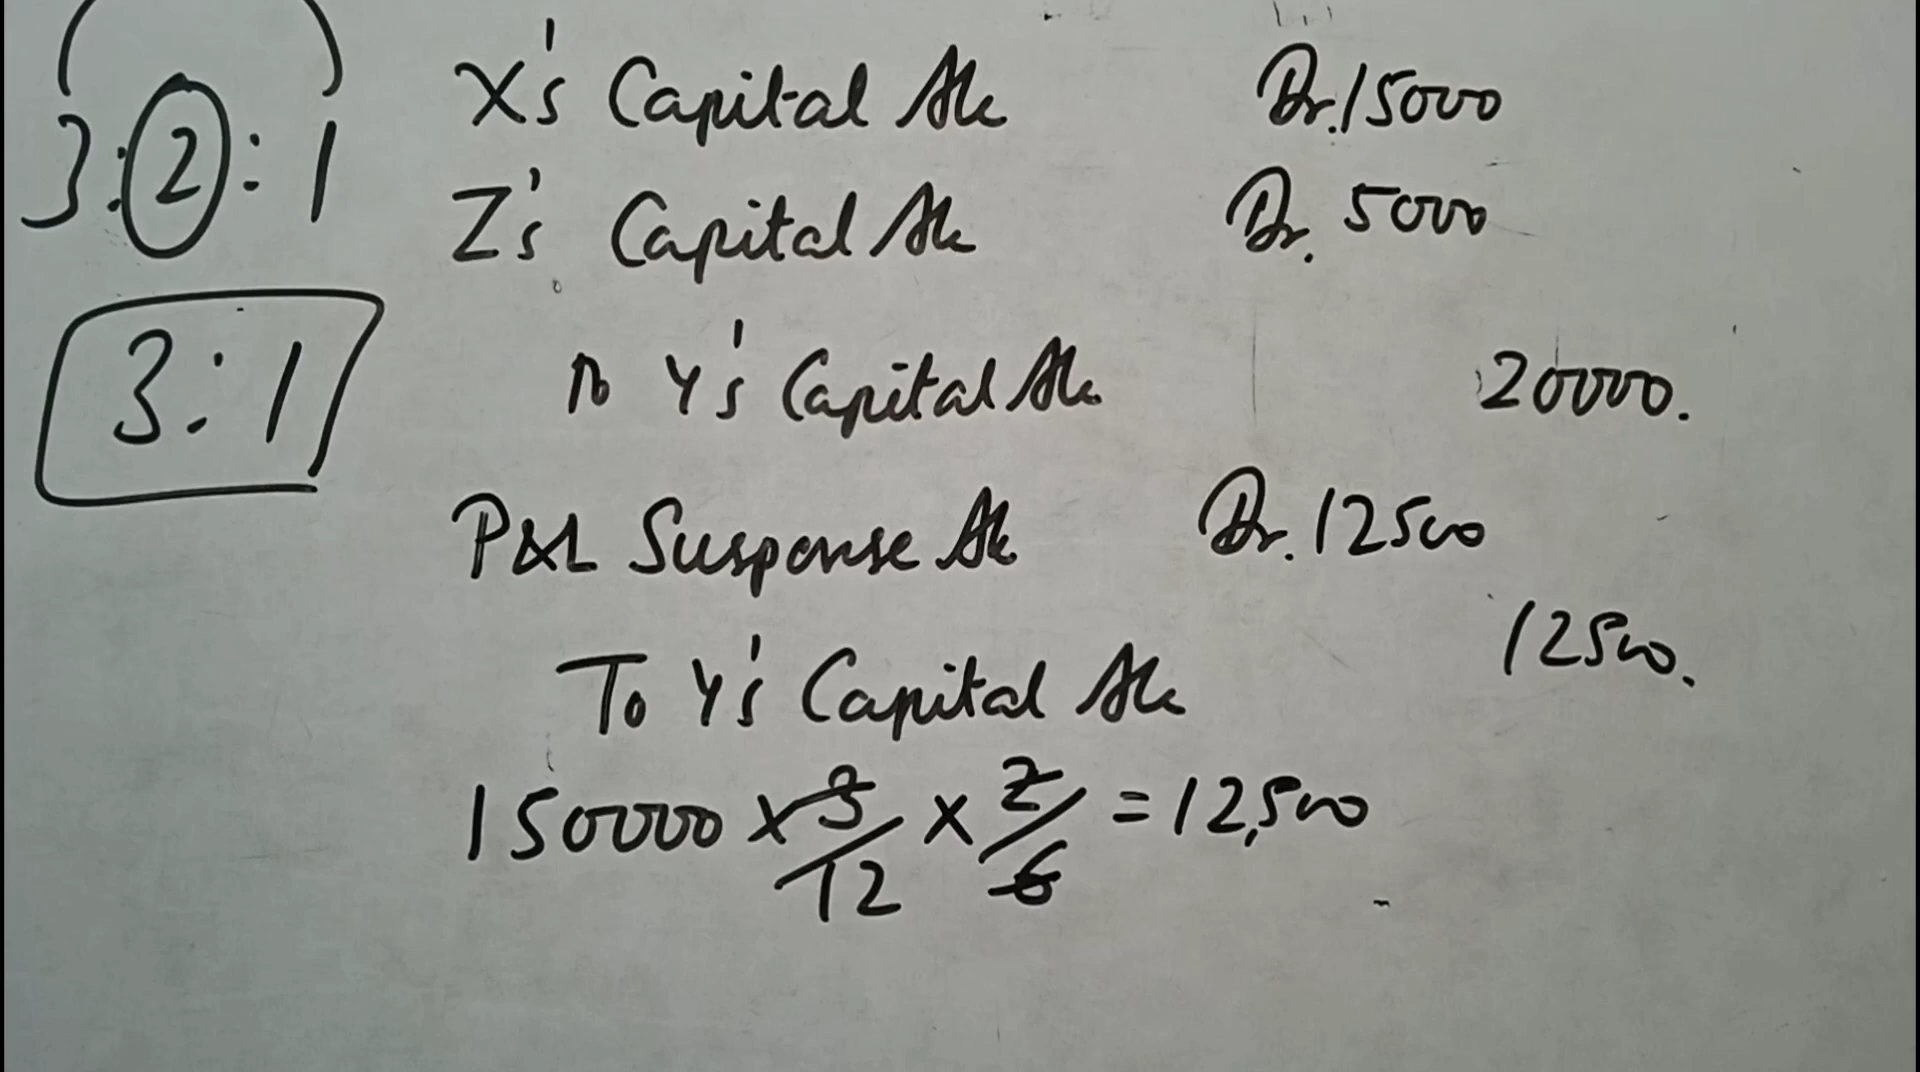 3:2:1
X's Capital A/c Dr. 15000
Z's Capital A/c Dr. 5000
3:1
To Y's Capital A/c 20000.
P&L Suspense A/c Dr. 12500
12500.
To Y's Capital A/c
150000 x 3/12 x 2/6 = 12,500